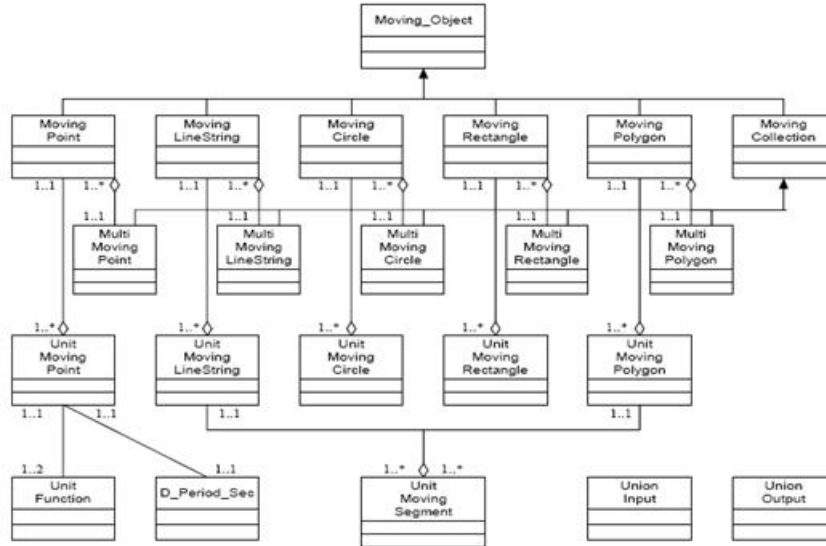 Moving_Object
Moving Point
Moving LineString
Moving Circle
Moving Rectangle
Moving Polygon
Moving Collection
1..1 1..* 1..1 1..* 1..1 1..* 1..1 1..* 1..1 1..*
1..1 1..1 1..1 1..1 1..1
Multi Moving Point
Multi Moving LineString
Multi Moving Circle
Multi Moving Rectangle
Multi Moving Polygon
1..* 1..* 1..* 1..* 1..*
Unit Moving Point
Unit Moving LineString
Unit Moving Circle
Unit Moving Rectangle
Unit Moving Polygon
1..1 1..1 1..1 1..1
1..2 1..1 1..* 1..*
Unit Function
D_Period_Sec
Unit Moving Segment
Union Input
Union Output